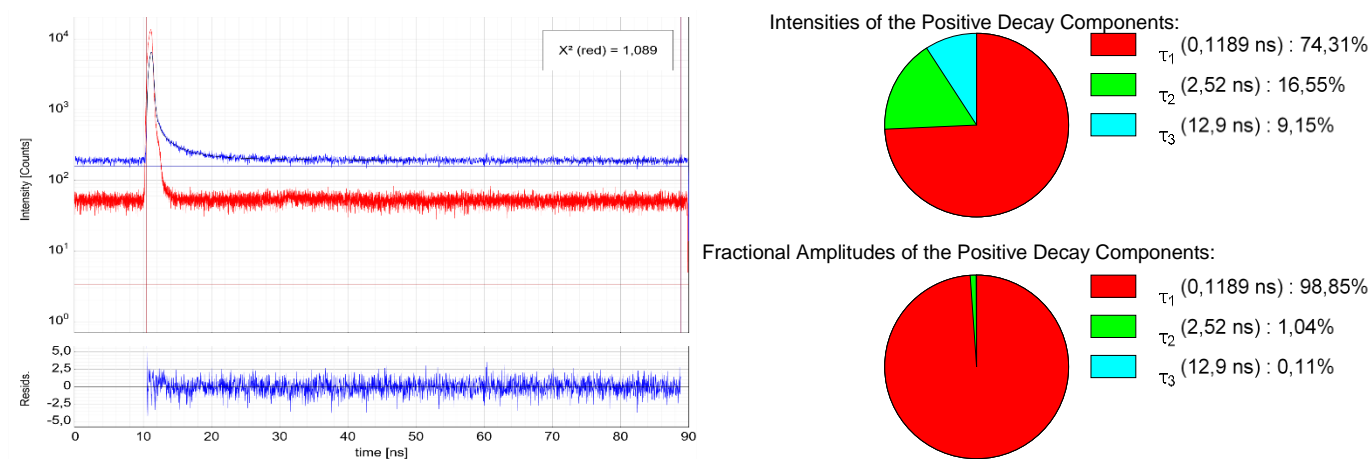 10⁴
10³
10²
10¹
10⁰
Intensity [Counts]
X² (red) = 1,089
5,0
2,5
0
-2,5
-5,0
Resids.
0 10 20 30 40 50 60 70 80 90
time [ns]
Intensities of the Positive Decay Components:
τ₁ (0,1189 ns) : 74,31%
τ₂ (2,52 ns) : 16,55%
τ₃ (12,9 ns) : 9,15%
Fractional Amplitudes of the Positive Decay Components:
τ₁ (0,1189 ns) : 98,85%
τ₂ (2,52 ns) : 1,04%
τ₃ (12,9 ns) : 0,11%